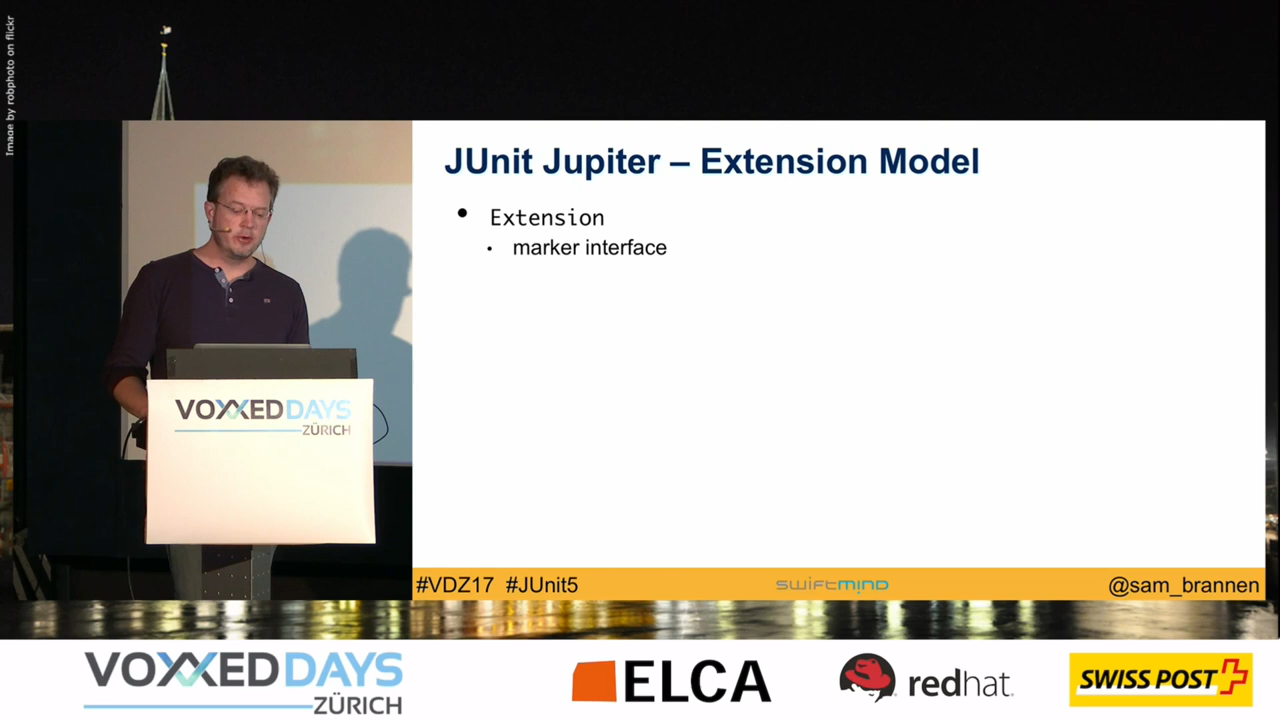 Image by robphoto on flickr
JUnit Jupiter – Extension Model
• Extension
• marker interface
VOXXED DAYS
ZÜRICH
#VDZ17 #JUnit5
swiftmind
@sam_brannen
VOXXED DAYS
ZÜRICH
ELCA
redhat.
SWISS POST